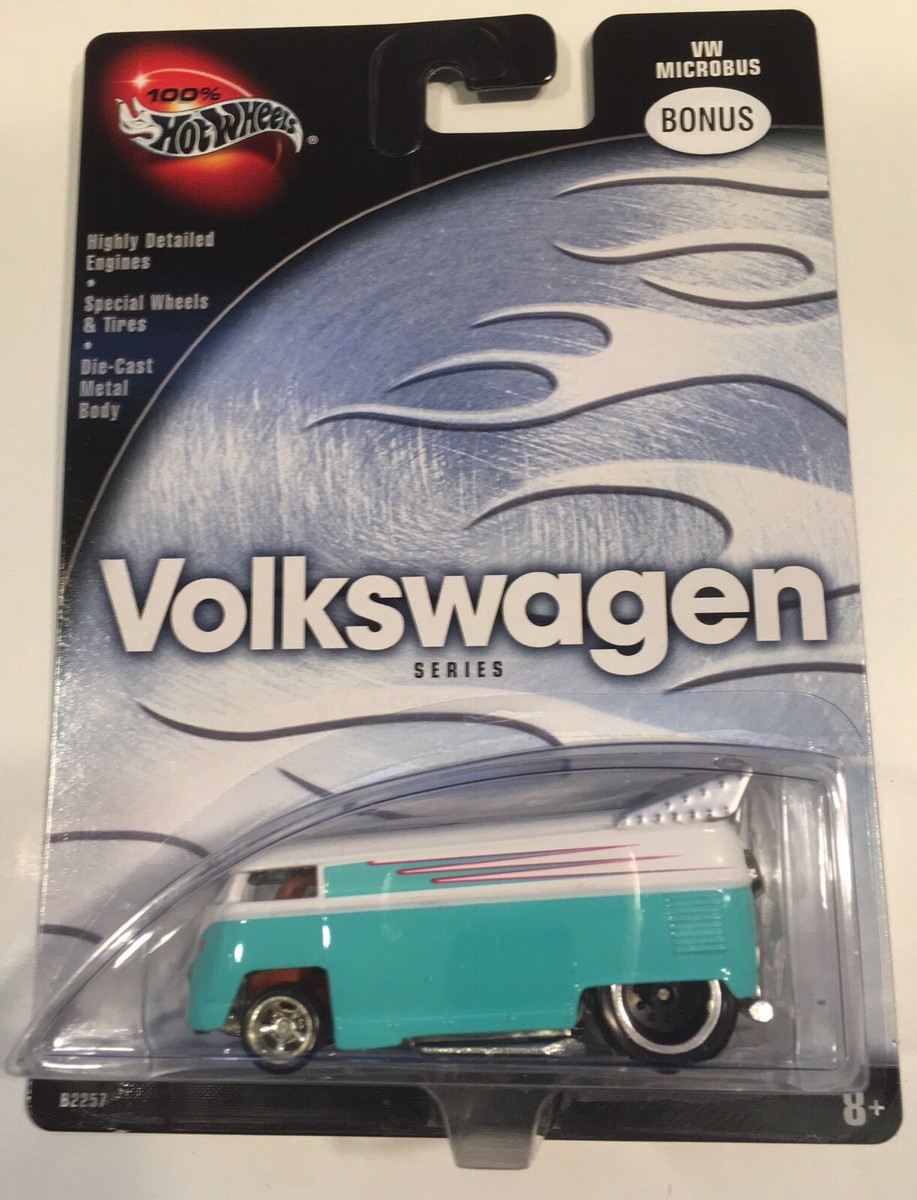 100%
HOT WHEELS®
VW
MICROBUS
BONUS
Highly Detailed
Engines
•
Special Wheels
& Tires
•
Die-Cast
Metal
Body
Volkswagen
SERIES
B2257
8+